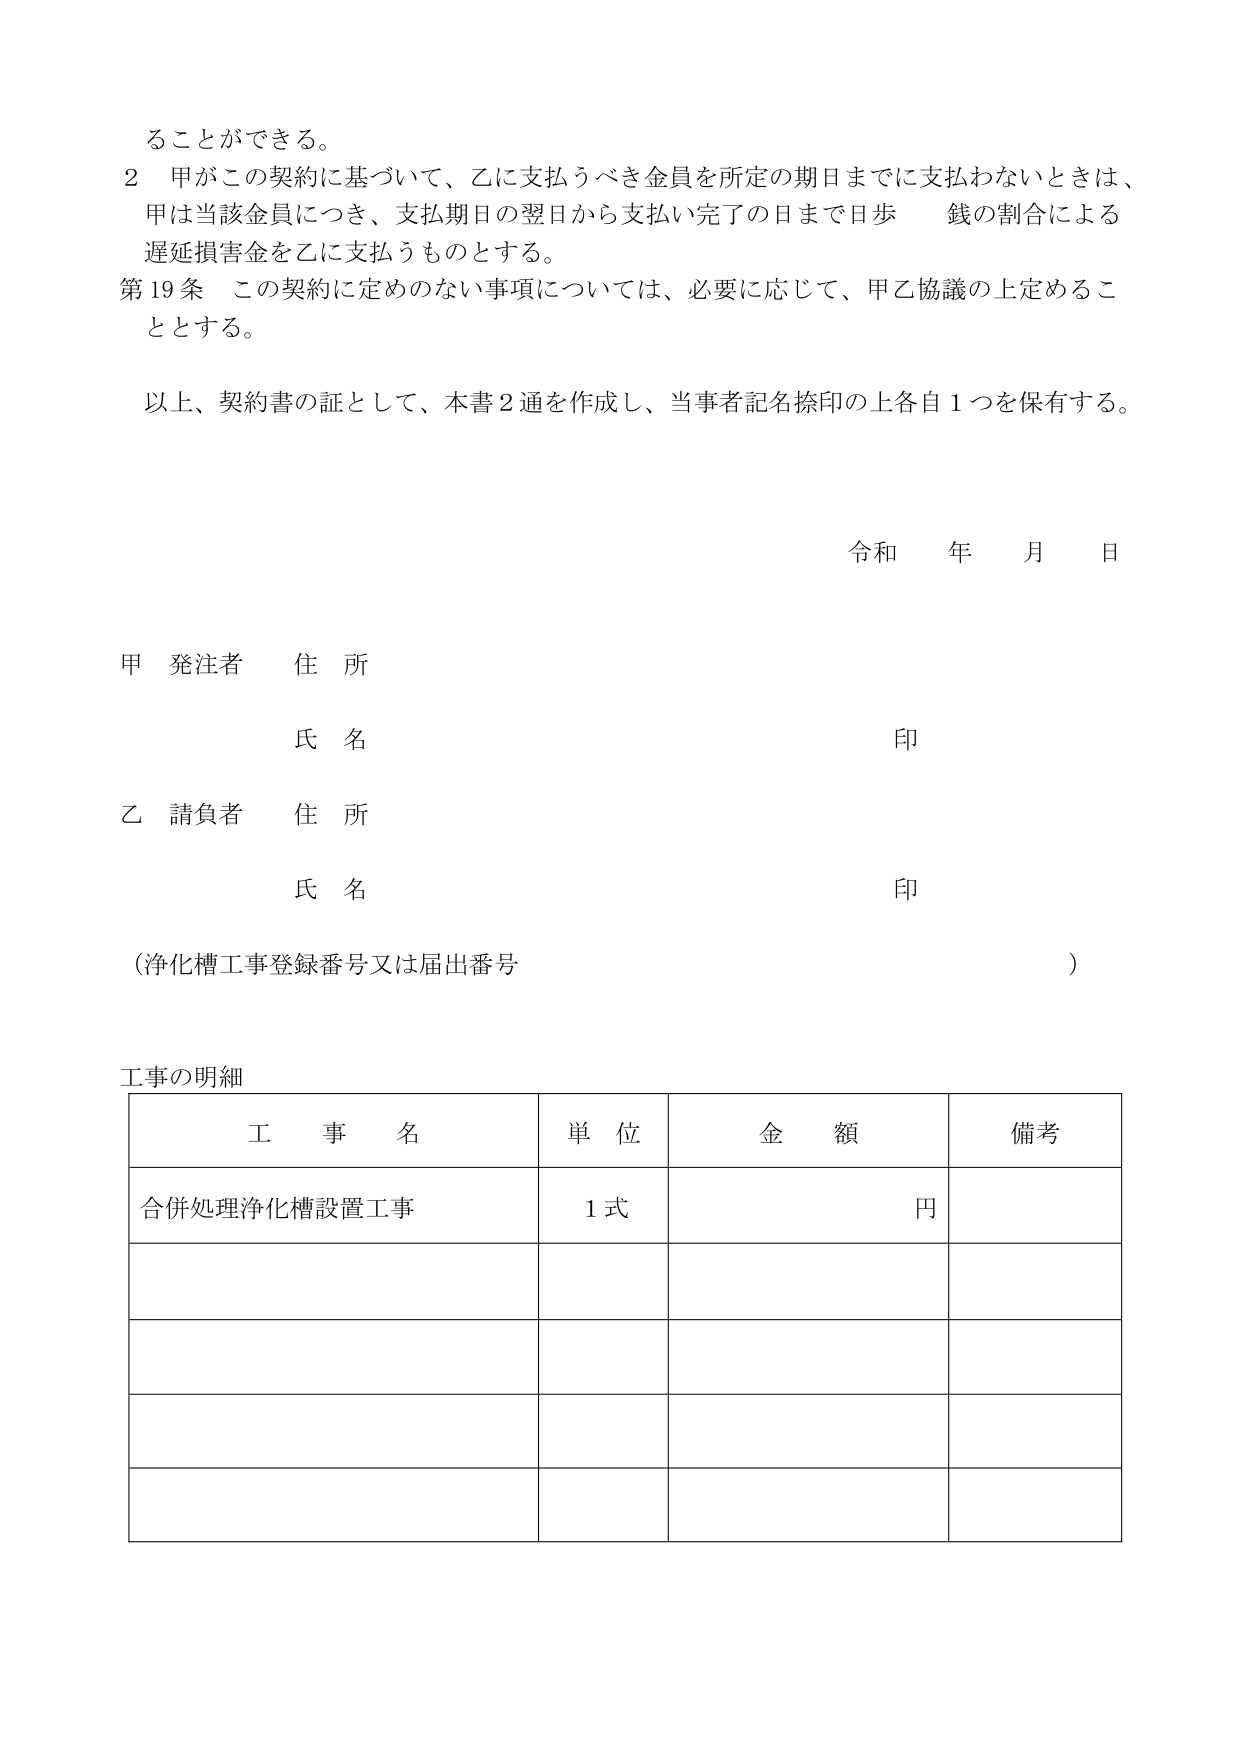 ることができる。
２　甲がこの契約に基づいて、乙に支払うべき金員を所定の期日までに支払わないときは、
甲は当該金員につき、支払期日の翌日から支払い完了の日まで日歩　　銭の割合による
遅延損害金を乙に支払うものとする。
第 19 条　この契約に定めのない事項については、必要に応じて、甲乙協議の上定めるこ
ととする。
以上、契約書の証として、本書２通を作成し、当事者記名捺印の上各自１つを保有する。
令和　　年　　月　　日
甲　発注者　　住　所
氏　名　　　　　　　　　　　　　　　　　　　　　印
乙　請負者　　住　所
氏　名　　　　　　　　　　　　　　　　　　　　　印
（浄化槽工事登録番号又は届出番号　　　　　　　　　　　　　　　　　　　　　　）
工事の明細
工　　事　　名　単　位　金　　額　備考
合併処理浄化槽設置工事　１式　円